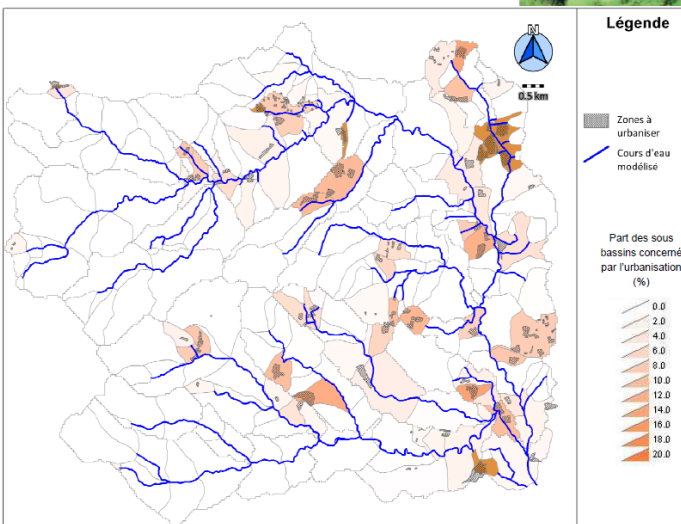 Légende
N
0.5 km
Zones à
urbaniser
Cours d'eau
modélisé
Part des sous
bassins concerné
par l'urbanisation
(%)
0.0
2.0
4.0
6.0
8.0
10.0
12.0
14.0
16.0
18.0
20.0